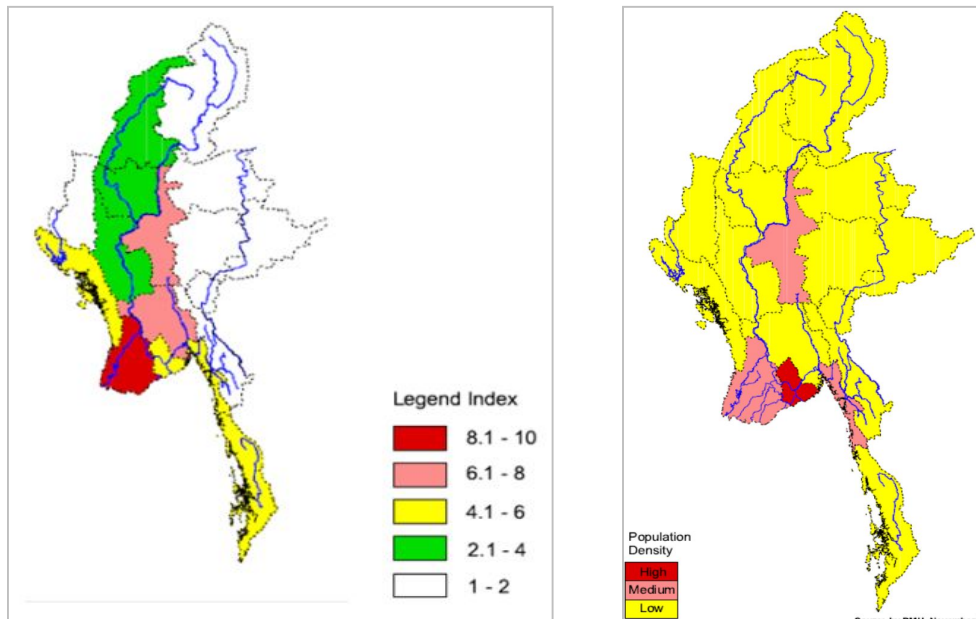 Legend Index
8.1 - 10
6.1 - 8
4.1 - 6
2.1 - 4
1 - 2
Population
Density
High
Medium
Low